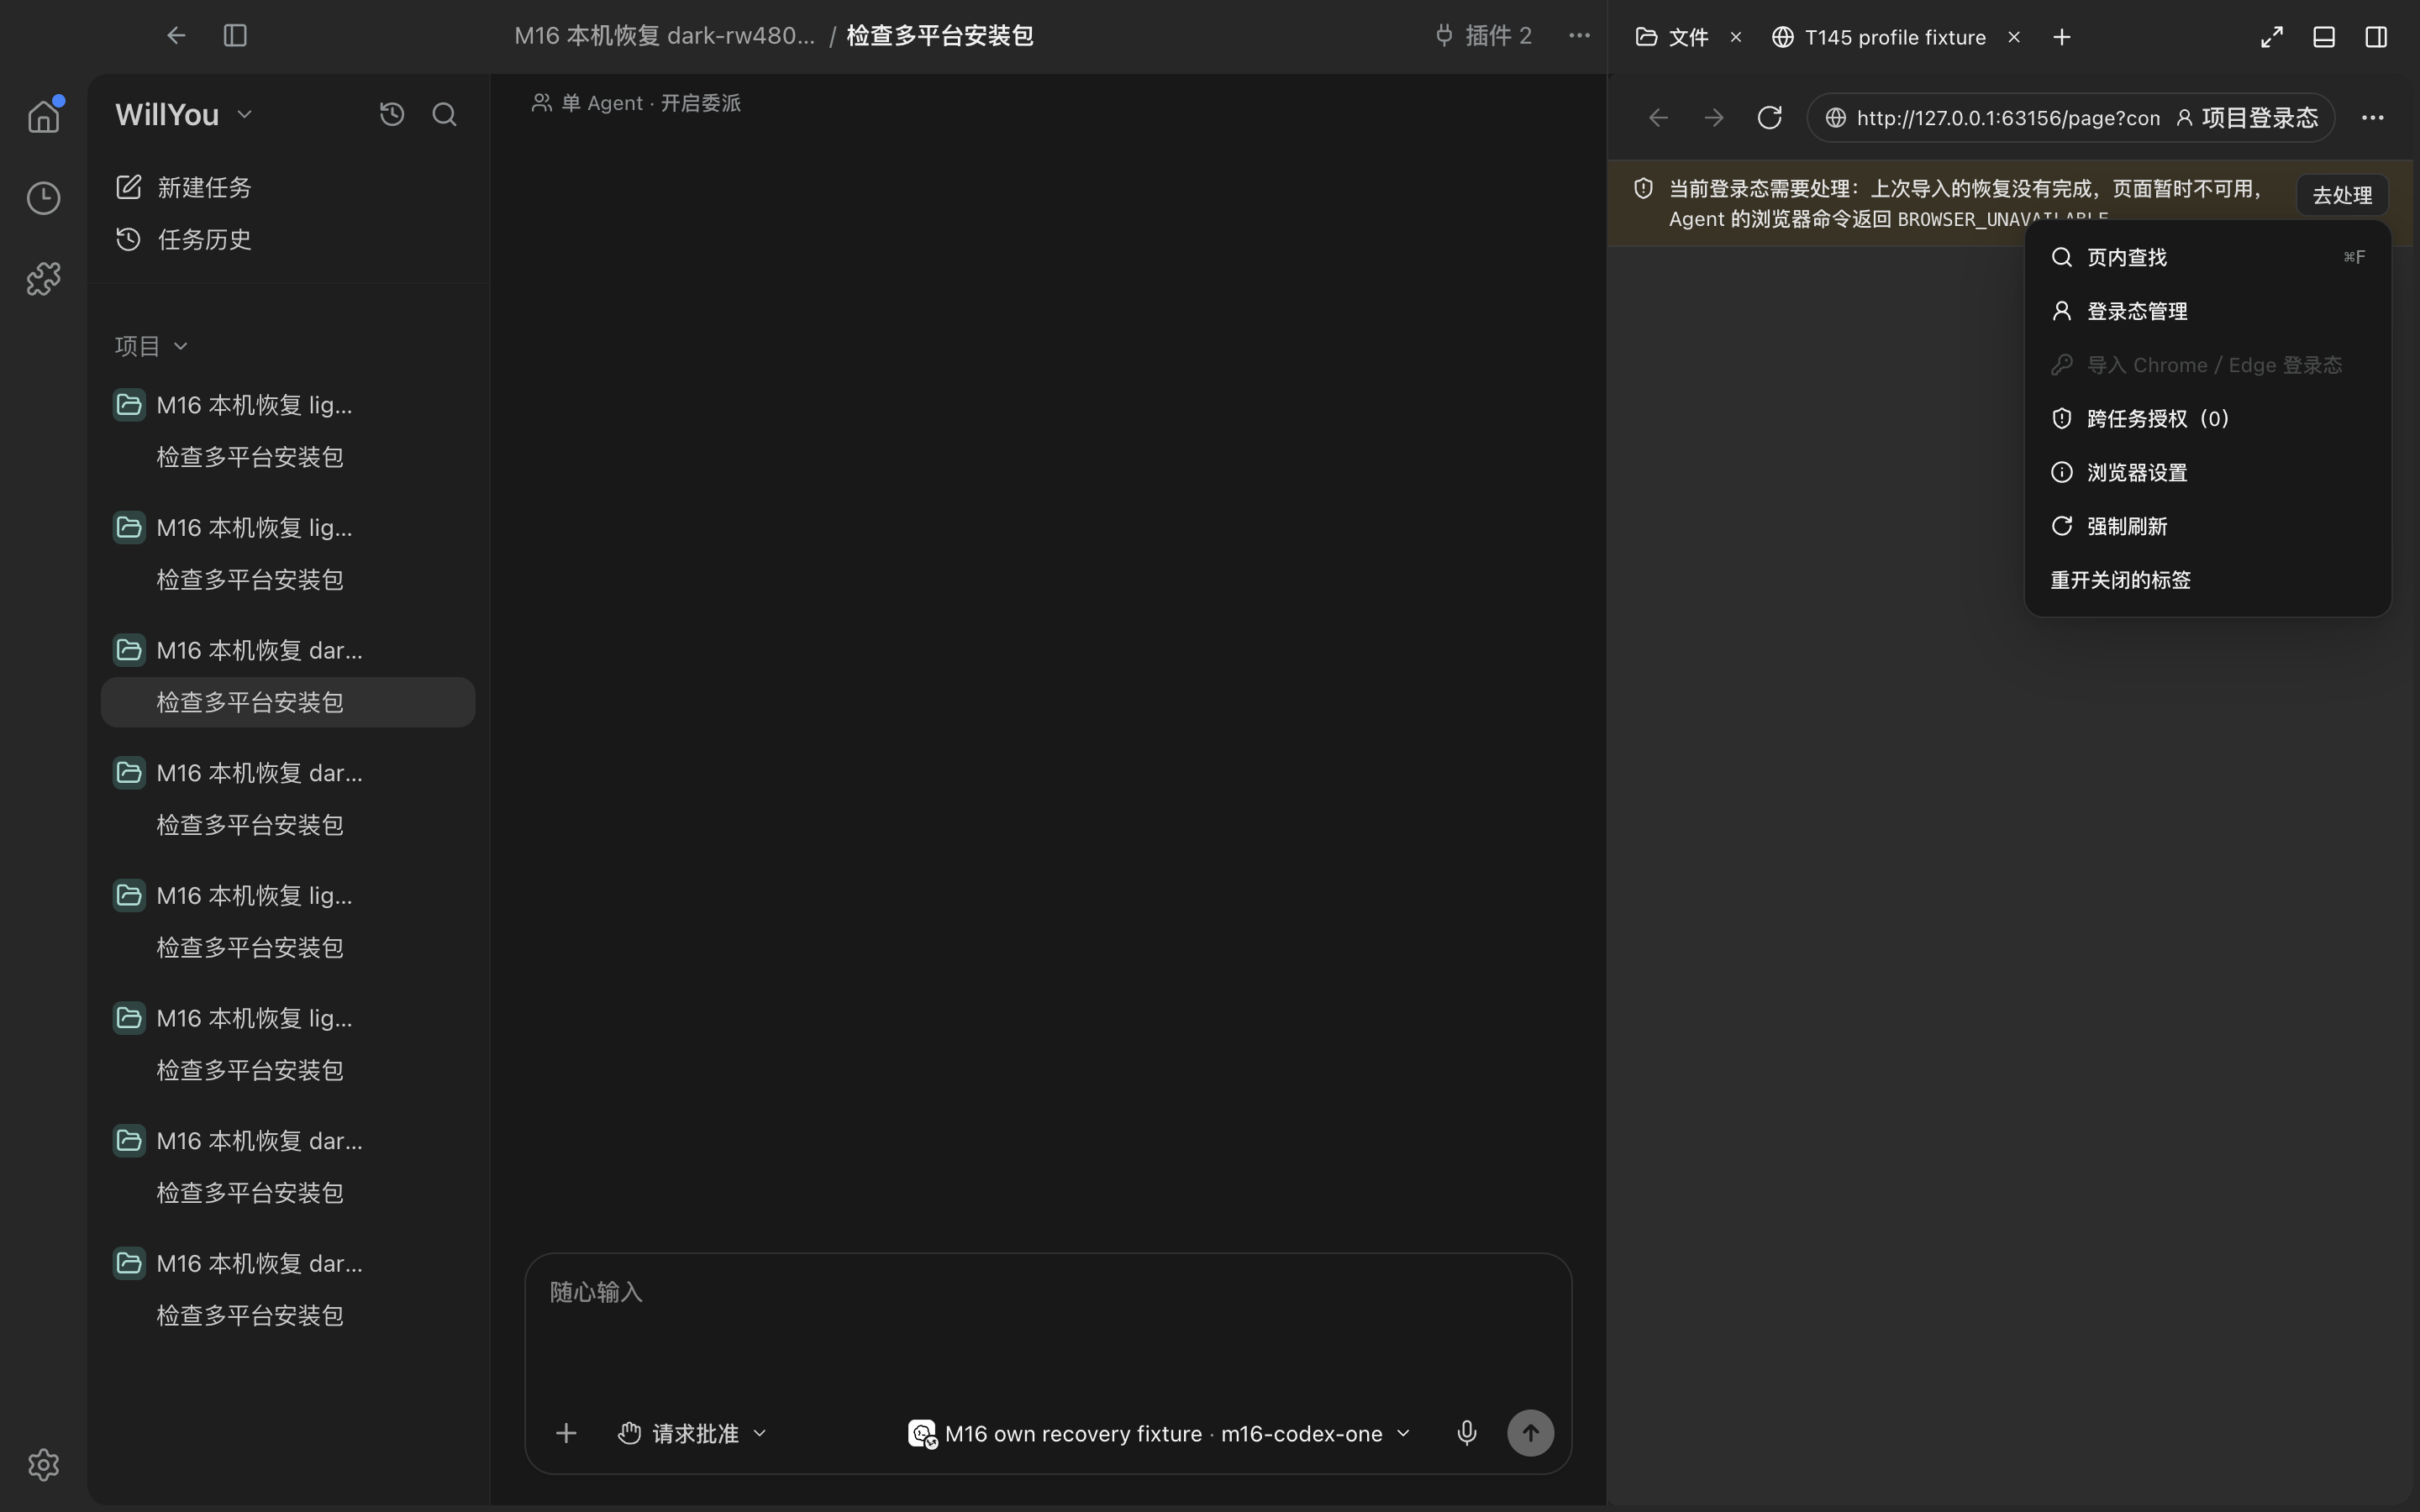 M16 本机恢复 dark-rw480... / 检查多平台安装包
插件 2
文件
T145 profile fixture
WillYou
新建任务
任务历史
项目
M16 本机恢复 lig...
检查多平台安装包
M16 本机恢复 lig...
检查多平台安装包
M16 本机恢复 dar...
检查多平台安装包
M16 本机恢复 dar...
检查多平台安装包
M16 本机恢复 lig...
检查多平台安装包
M16 本机恢复 lig...
检查多平台安装包
M16 本机恢复 dar...
检查多平台安装包
M16 本机恢复 dar...
检查多平台安装包
单 Agent · 开启委派
随心输入
请求批准
M16 own recovery fixture · m16-codex-one
http://127.0.0.1:63156/page?con
项目登录态
当前登录态需要处理：上次导入的恢复没有完成，页面暂时不可用，
Agent 的浏览器命令返回 BROWSER_UNAVAILABLE
去处理
页内查找 ⌘F
登录态管理
导入 Chrome / Edge 登录态
跨任务授权（0）
浏览器设置
强制刷新
重开关闭的标签